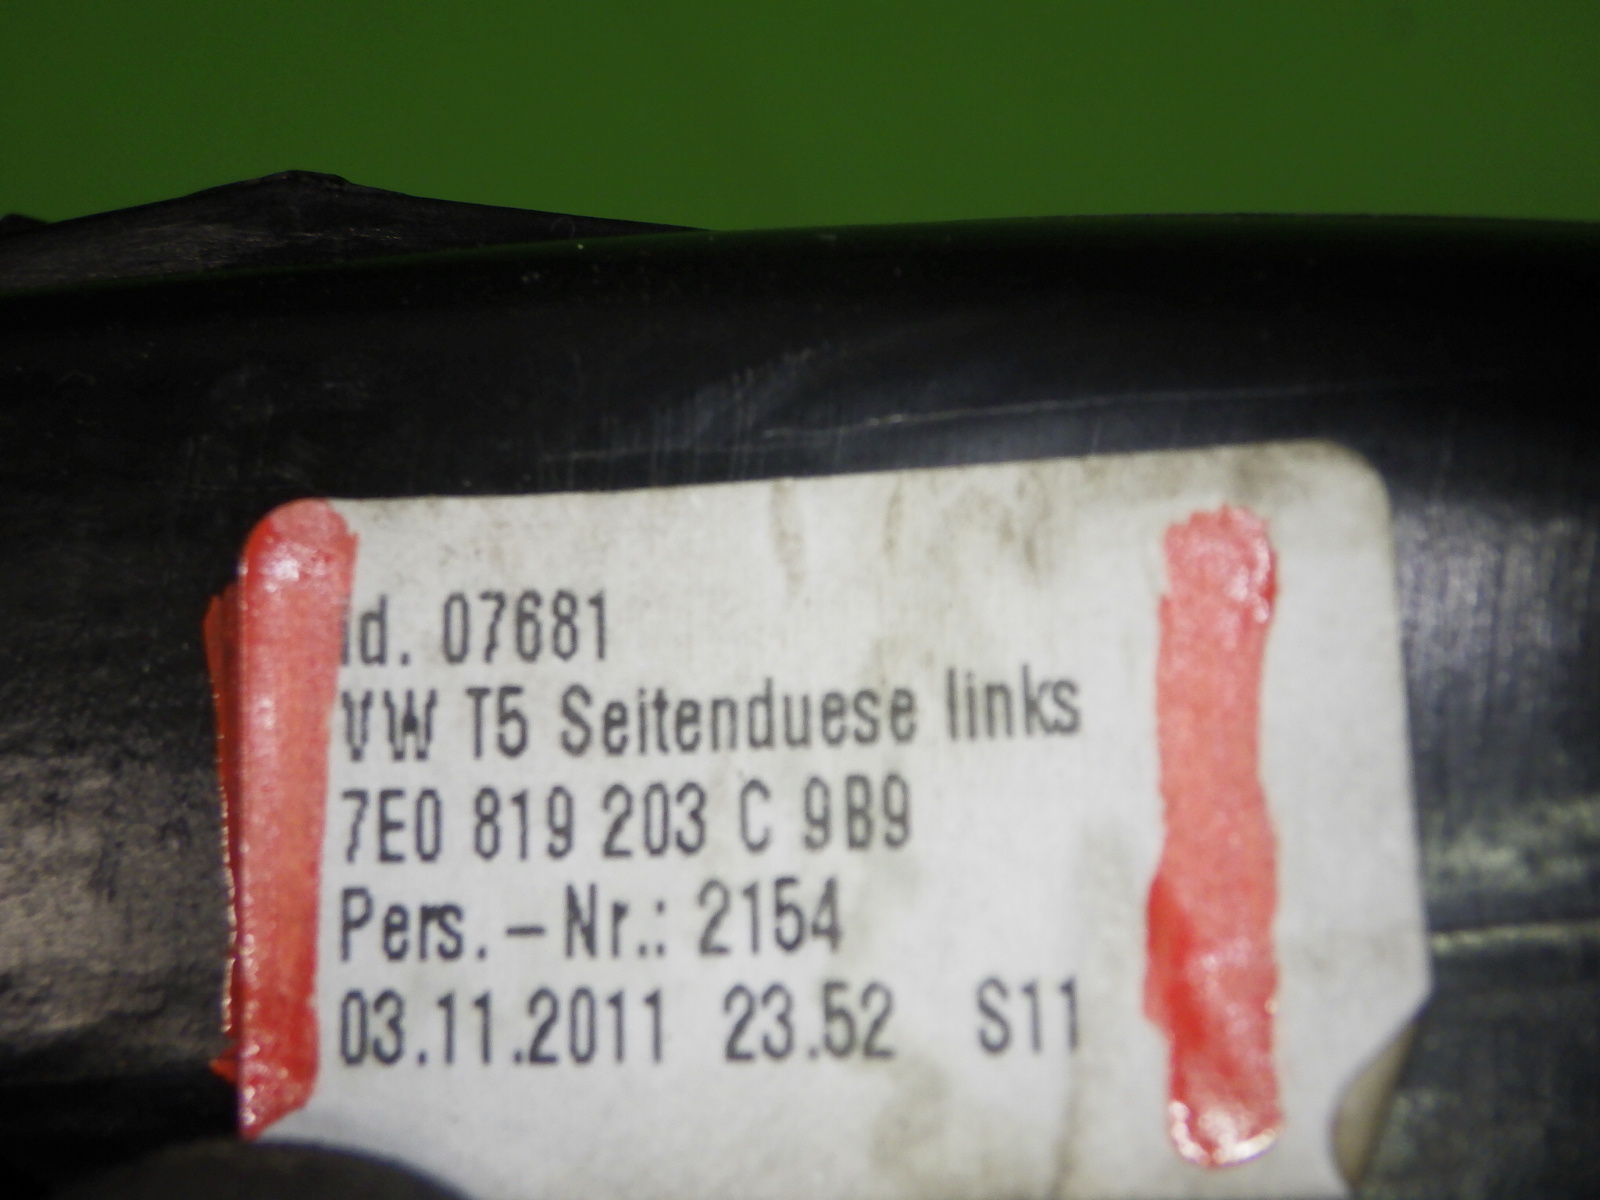 Id. 07681
VW T5 Seitenduese links
7E0 819 203 C 9B9
Pers.-Nr.: 2154
03.11.2011 23.52 S11